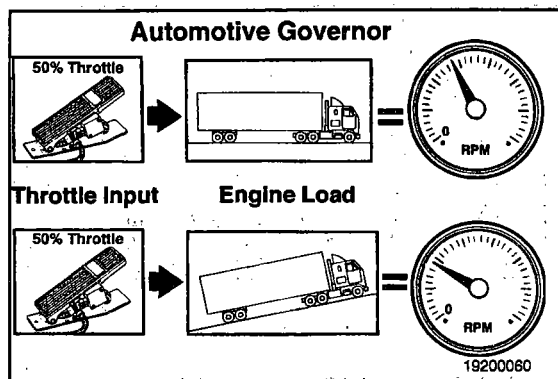 Automotive Governor
50% Throttle
0
RPM
Throttle Input Engine Load
50% Throttle
0
RPM
19200060